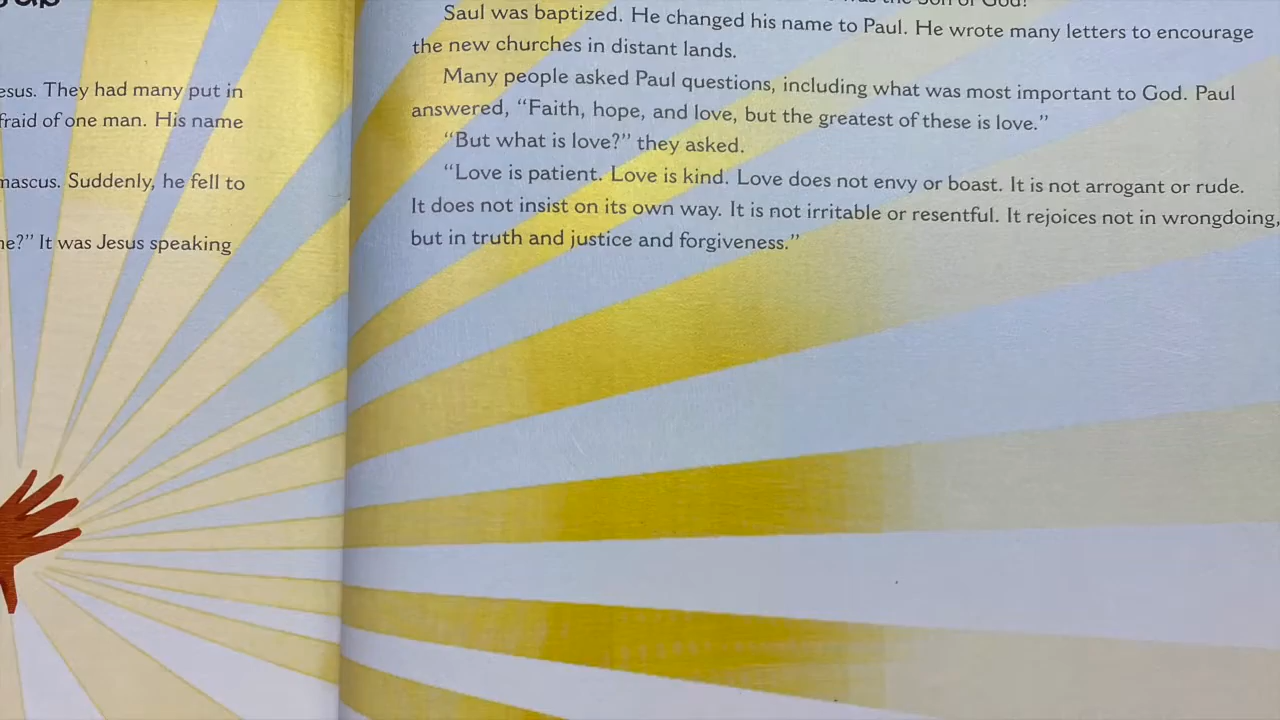 esus. They had many put in
fraid of one man. His name
mascus. Suddenly, he fell to
he?” It was Jesus speaking
was the Son of God!
Saul was baptized. He changed his name to Paul. He wrote many letters to encourage
the new churches in distant lands.
Many people asked Paul questions, including what was most important to God. Paul
answered, “Faith, hope, and love, but the greatest of these is love.”
“But what is love?” they asked.
“Love is patient. Love is kind. Love does not envy or boast. It is not arrogant or rude.
It does not insist on its own way. It is not irritable or resentful. It rejoices not in wrongdoing,
but in truth and justice and forgiveness.”